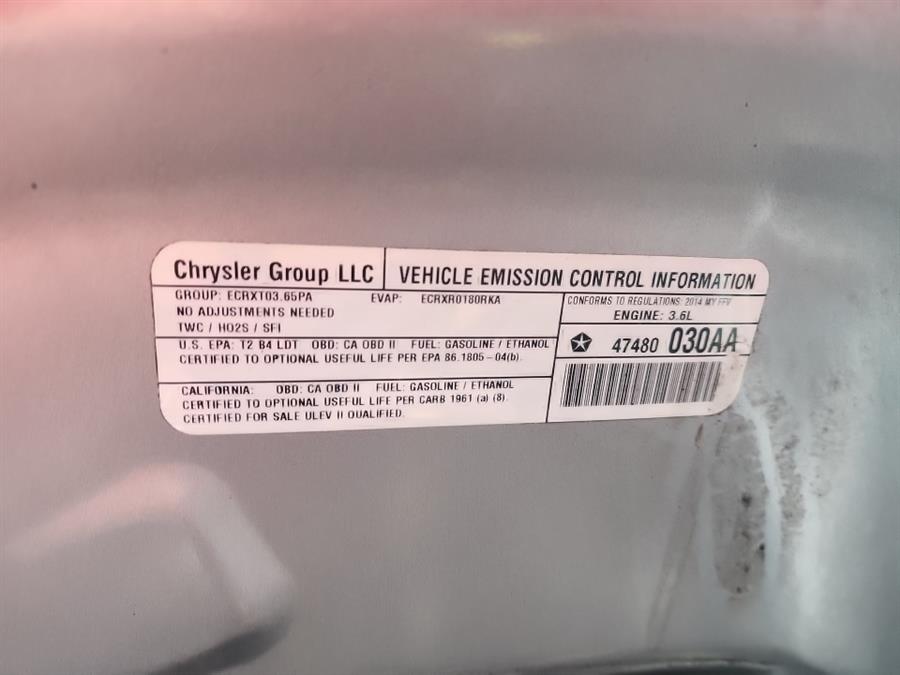 Chrysler Group LLC
VEHICLE EMISSION CONTROL INFORMATION
GROUP: ECRXT03.65PA EVAP: ECRXR0180RKA
NO ADJUSTMENTS NEEDED
TWC / HO2S / SFI
CONFORMS TO REGULATIONS: 2014 MY FFV
ENGINE: 3.6L
U.S. EPA: T2 B4 LDT OBD: CA OBD II FUEL: GASOLINE / ETHANOL
CERTIFIED TO OPTIONAL USEFUL LIFE PER EPA 86.1805-04(b).
47480 030AA
CALIFORNIA: OBD: CA OBD II FUEL: GASOLINE / ETHANOL
CERTIFIED TO OPTIONAL USEFUL LIFE PER CARB 1961 (a) (8).
CERTIFIED FOR SALE ULEV II QUALIFIED.